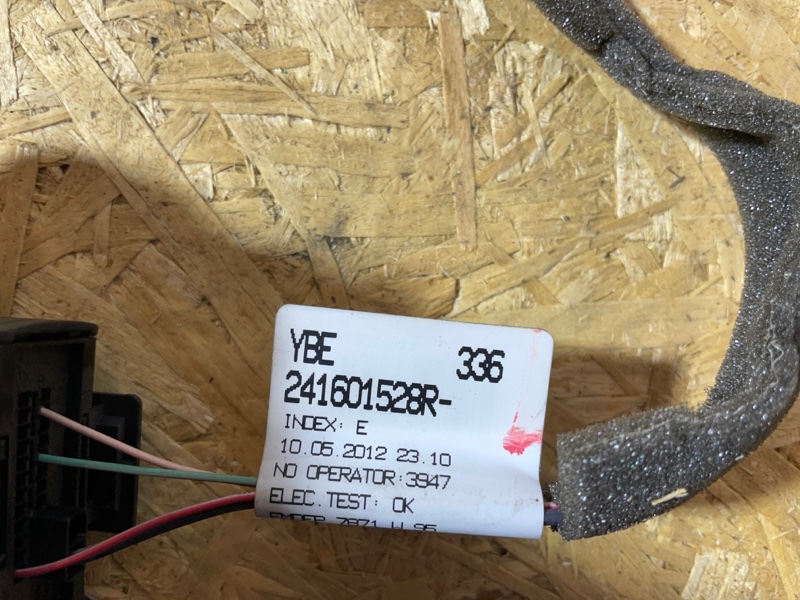 YBE 336
241601528R-
INDEX: E
10.05.2012 23.10
NO OPERATOR:3947
ELEC.TEST: OK